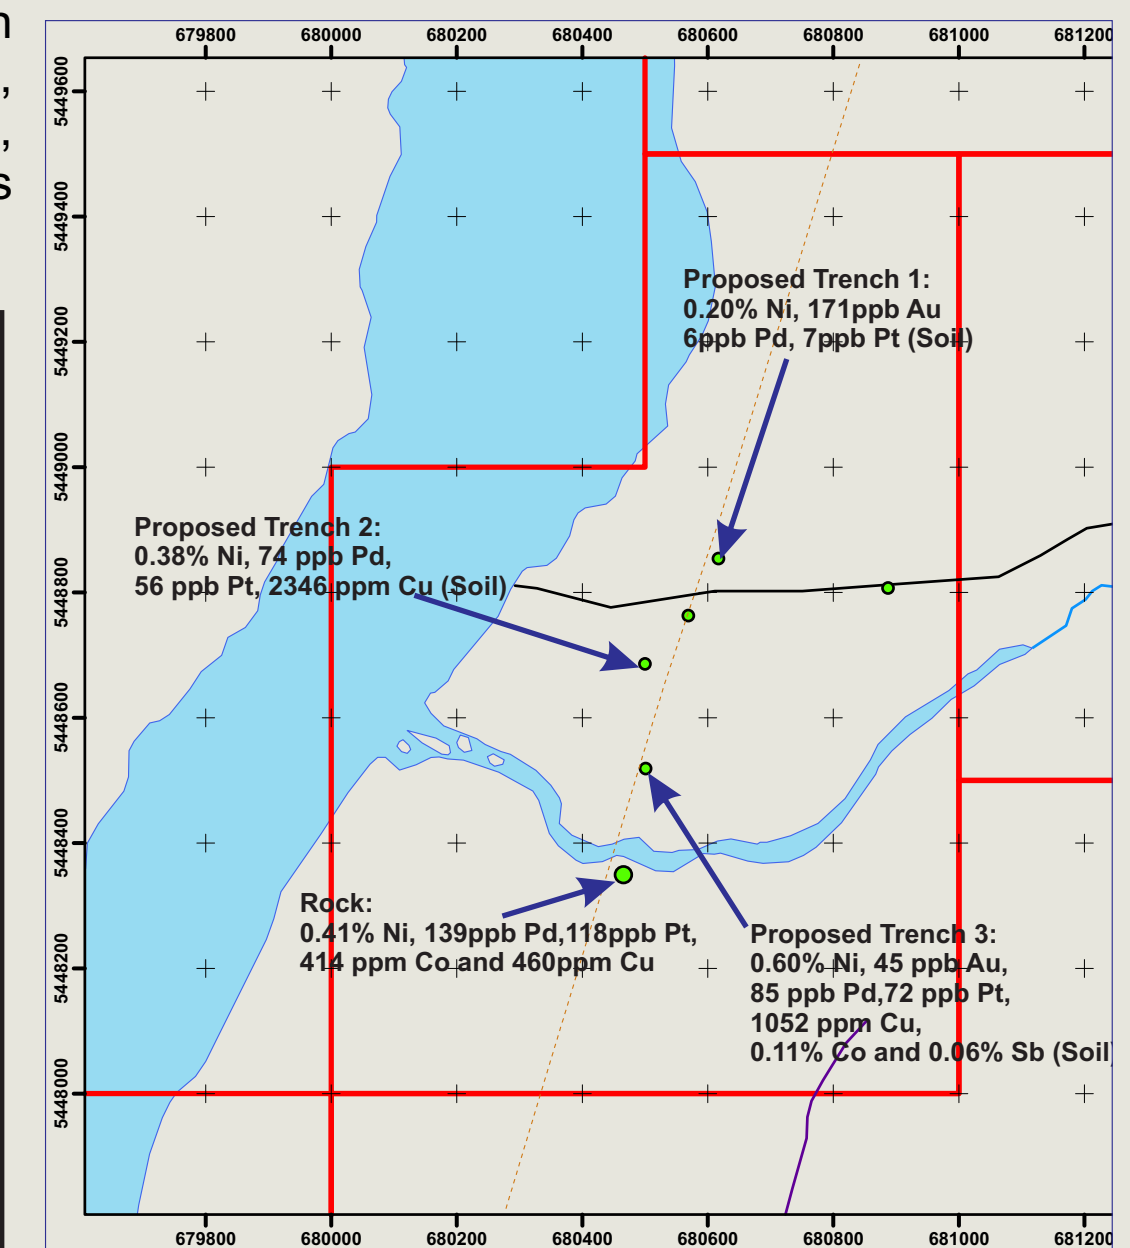 n
,
,
s
679800 680000 680200 680400 680600 680800 681000 681200
5449600
5449400
5449200
5449000
5448800
5448600
5448400
5448200
5448000
Proposed Trench 1:
0.20% Ni, 171ppb Au
6ppb Pd, 7ppb Pt (Soil)
Proposed Trench 2:
0.38% Ni, 74 ppb Pd,
56 ppb Pt, 2346 ppm Cu (Soil)
Rock:
0.41% Ni, 139ppb Pd,118ppb Pt,
414 ppm Co and 460ppm Cu
Proposed Trench 3:
0.60% Ni, 45 ppb Au,
85 ppb Pd,72 ppb Pt,
1052 ppm Cu,
0.11% Co and 0.06% Sb (Soil
679800 680000 680200 680400 680600 680800 681000 681200